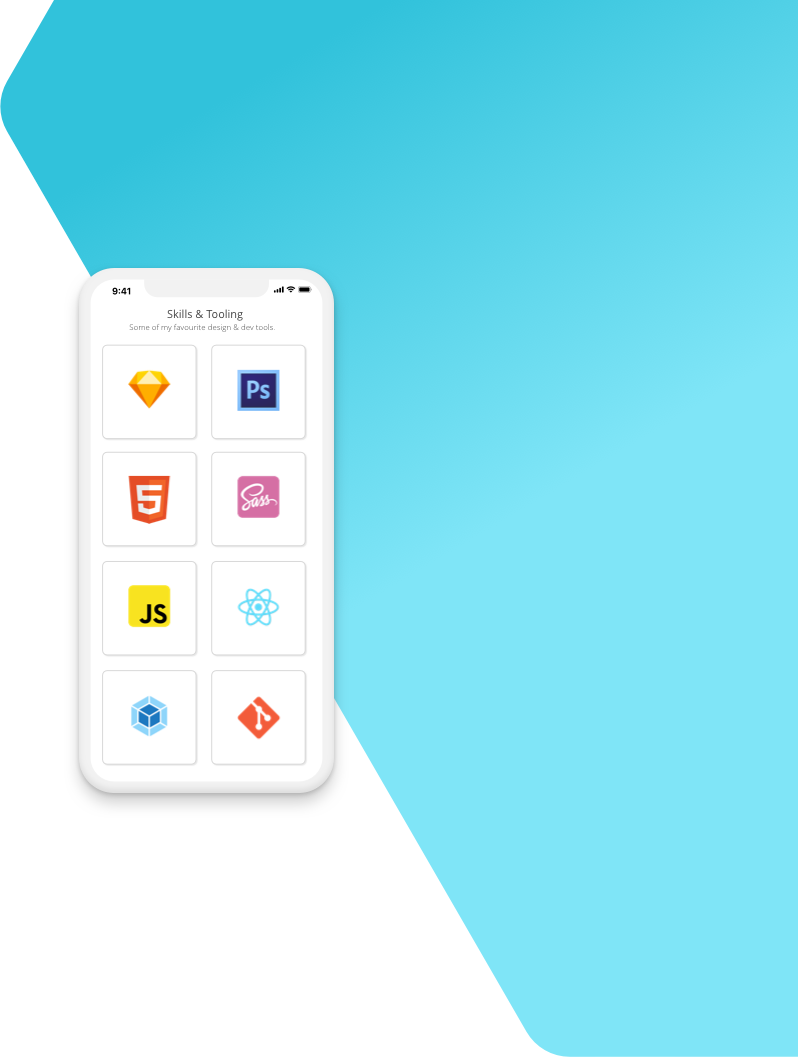 9:41
Skills & Tooling
Some of my favourite design & dev tools.
Ps
5
Sass
JS